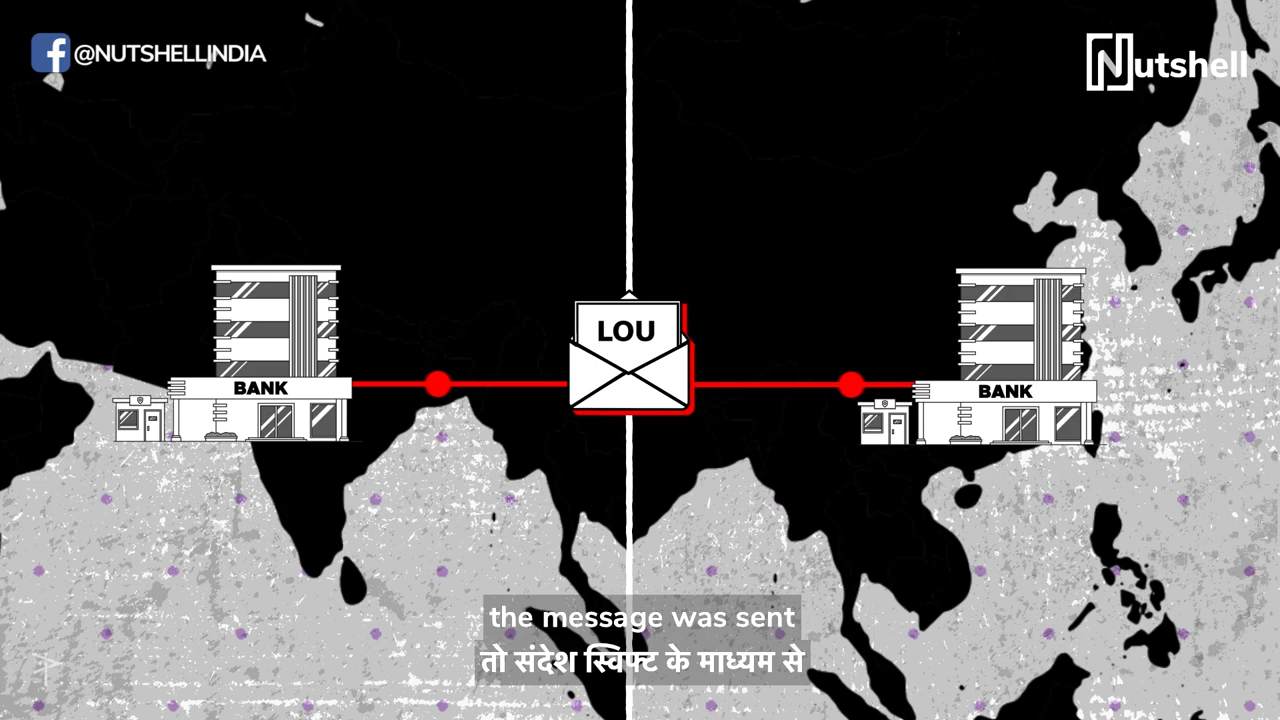 @NUTSHELLINDIA
Nutshell
LOU
BANK
BANK
the message was sent
तो संदेश स्विफ्ट के माध्यम से